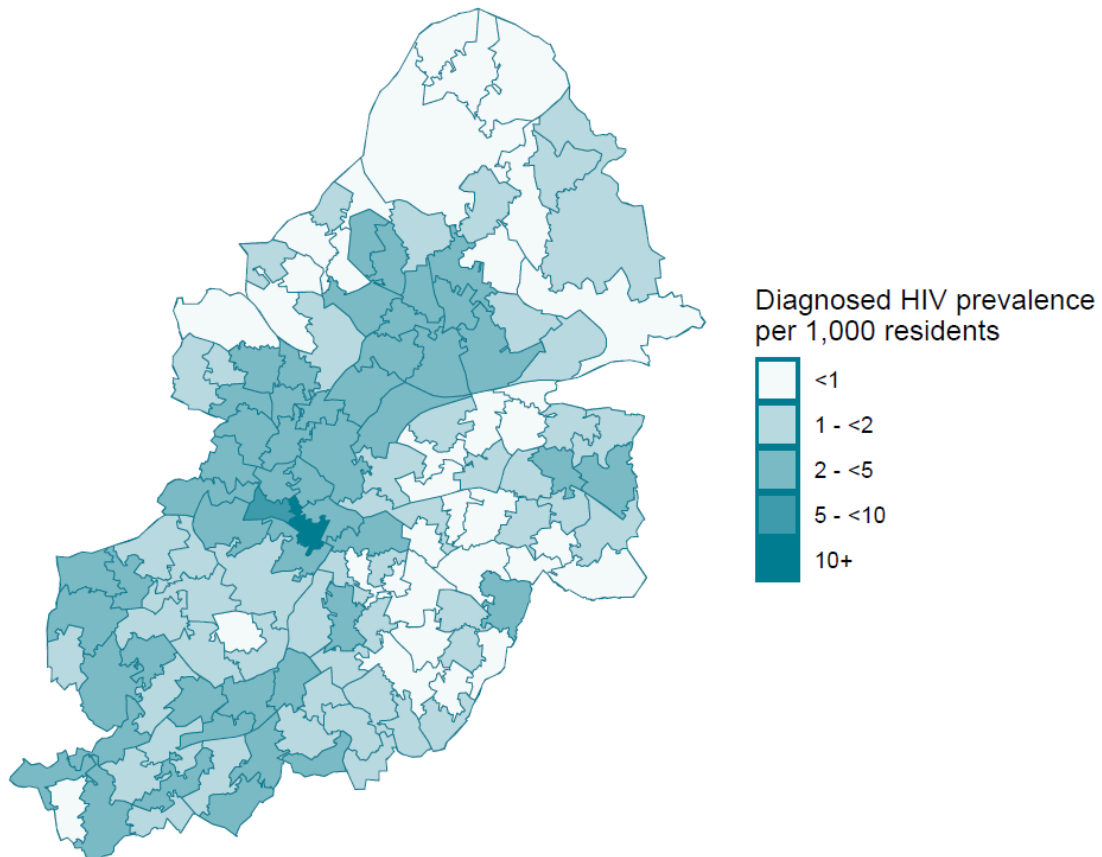 Diagnosed HIV prevalence
per 1,000 residents
<1
1 - <2
2 - <5
5 - <10
10+